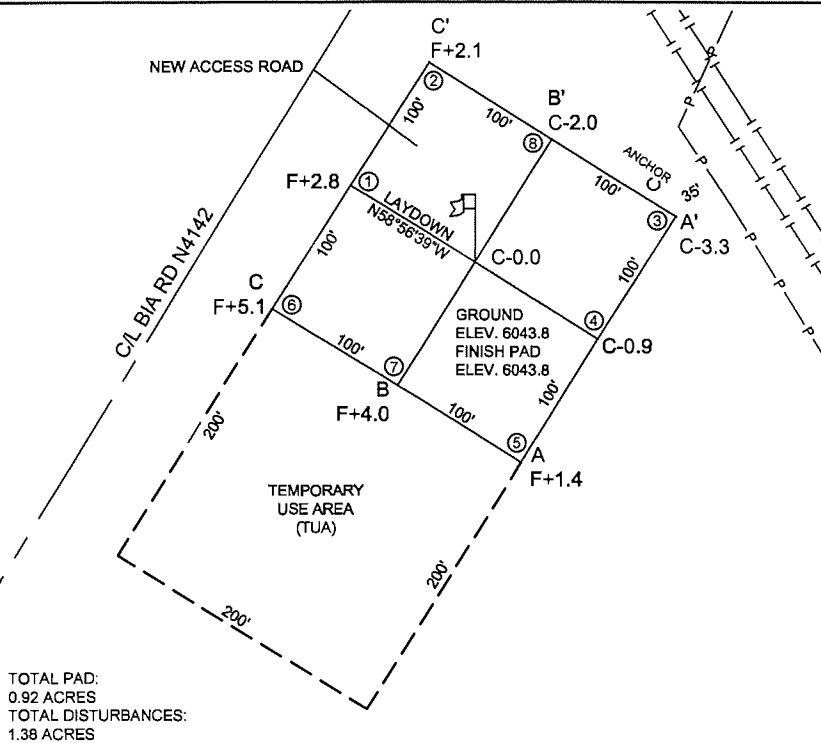 C'
F+2.1
NEW ACCESS ROAD
②
100'
100'
B'
C-2.0
⑧
ANCHOR
C
35'
100'
③
A'
C-3.3
F+2.8
①
LAYDOWN
N58°56'39"W
C-0.0
100'
100'
C/L BIA RD N4142
C
F+5.1
⑥
GROUND
ELEV. 6043.8
FINISH PAD
ELEV. 6043.8
④
C-0.9
100'
⑦
B
F+4.0
100'
100'
⑤
A
F+1.4
200'
TEMPORARY
USE AREA
(TUA)
200'
200'
P
P
P
P
P
P
P
TOTAL PAD:
0.92 ACRES
TOTAL DISTURBANCES:
1.38 ACRES